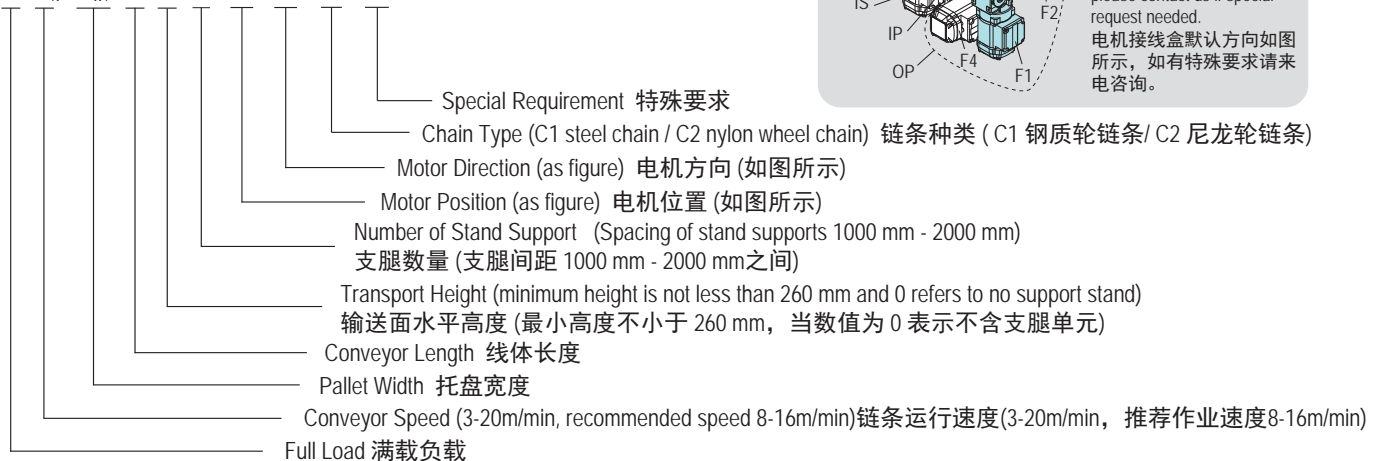 request needed.
电机接线盒默认方向如图
所示，如有特殊要求请来
电咨询。
IS
IP
OP
F4
F1
F2
Special Requirement 特殊要求
Chain Type (C1 steel chain / C2 nylon wheel chain) 链条种类 ( C1 钢质轮链条/ C2 尼龙轮链条)
Motor Direction (as figure) 电机方向 (如图所示)
Motor Position (as figure) 电机位置 (如图所示)
Number of Stand Support (Spacing of stand supports 1000 mm - 2000 mm)
支腿数量 (支腿间距 1000 mm - 2000 mm之间)
Transport Height (minimum height is not less than 260 mm and 0 refers to no support stand)
输送面水平高度 (最小高度不小于 260 mm，当数值为 0 表示不含支腿单元)
Conveyor Length 线体长度
Pallet Width 托盘宽度
Conveyor Speed (3-20m/min, recommended speed 8-16m/min)链条运行速度(3-20m/min，推荐作业速度8-16m/min)
Full Load 满载负载